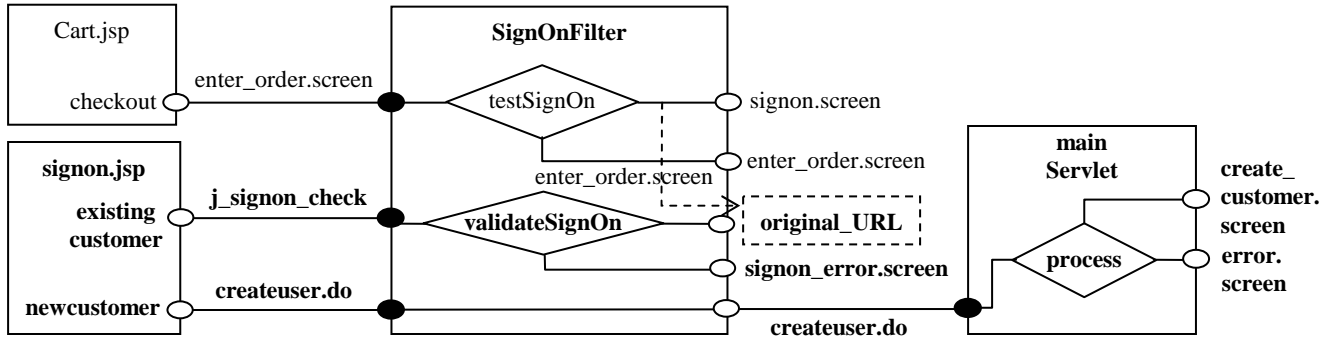 Cart.jsp
checkout
enter_order.screen
SignOnFilter
testSignOn
signon.screen
enter_order.screen
enter_order.screen
signon.jsp
existing
customer
j_signon_check
validateSignOn
original_URL
signon_error.screen
newcustomer
createuser.do
createuser.do
main
Servlet
process
create_
customer.
screen
error.
screen